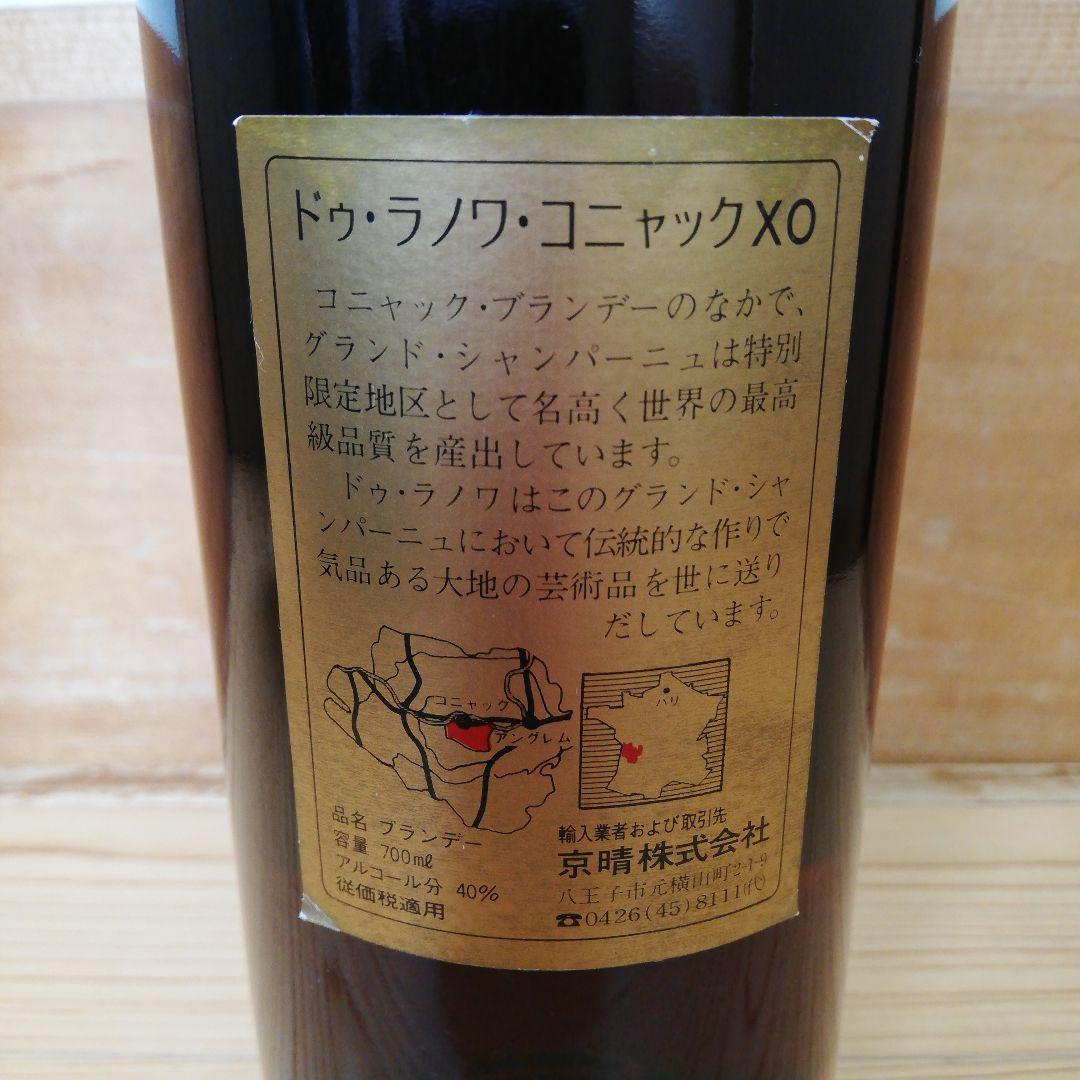 ドゥ・ラノワ・コニャックXO
コニャック・ブランデーのなかで、
グランド・シャンパーニュは特別
限定地区として名高く世界の最高
級品質を産出しています。
ドゥ・ラノワはこのグランド・シャ
ンパーニュにおいて伝統的な作りで
気品ある大地の芸術品を世に送り
だしています。
コニャック
アングレム
パリ
品名 ブランデー
容量 700㎖
アルコール分 40%
従価税適用
輸入業者および取引先
京晴株式会社
八王子市元横山町2-1-9
☎0426(45)8111(代)